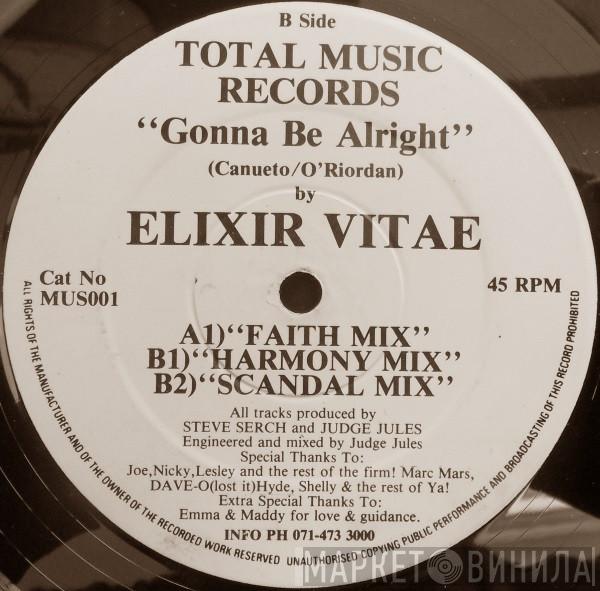 B Side
TOTAL MUSIC
RECORDS
“Gonna Be Alright”
(Canueto/O’Riordan)
by
ELIXIR VITAE
Cat No
MUS001
45 RPM
A1)“FAITH MIX”
B1)“HARMONY MIX”
B2)“SCANDAL MIX”
All tracks produced by
STEVE SERCH and JUDGE JULES
Engineered and mixed by Judge Jules
Special Thanks To:
Joe,Nicky,Lesley and the rest of the firm! Marc Mars,
DAVE-O(lost it)Hyde, Shelly & the rest of Ya!
Extra Special Thanks To:
Emma & Maddy for love & guidance.
INFO PH 071-473 3000
ALL RIGHTS OF THE MANUFACTURER AND OF THE OWNER OF THE RECORDED WORK RESERVED UNAUTHORISED COPYING PUBLIC PERFORMANCE AND BROADCASTING OF THIS RECORD PROHIBITED
МАРКЕТ ВИНИЛА